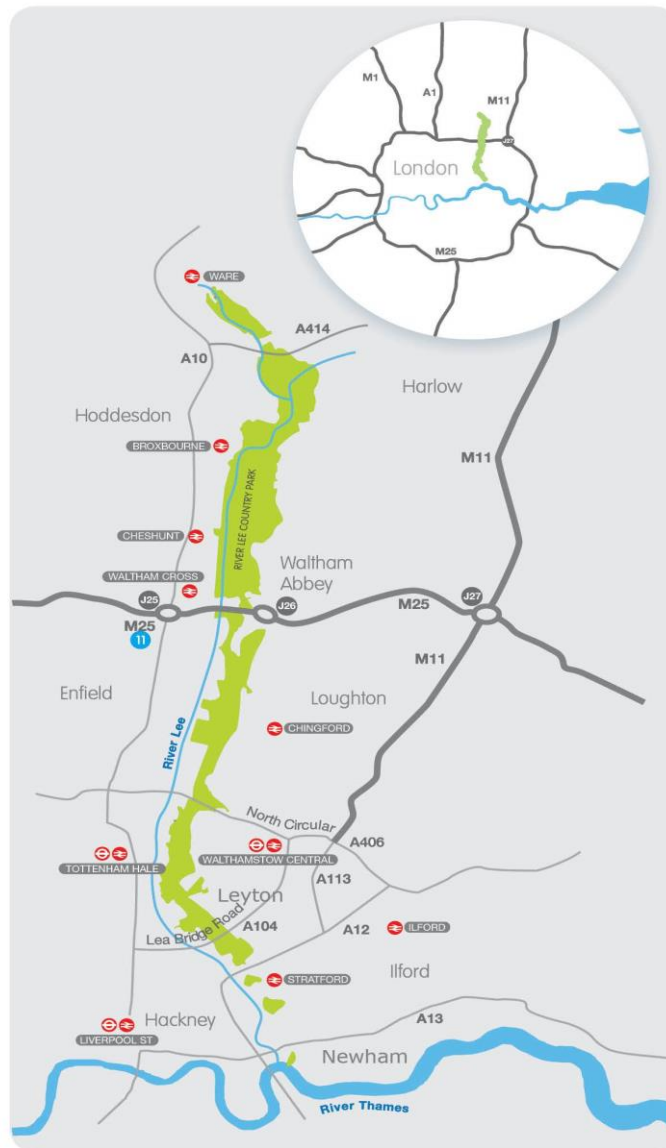 M1
A1
M11
J27
London
M25
WARE
A414
A10
Harlow
Hoddesdon
BROXBOURNE
M11
RIVER LEE COUNTRY PARK
CHESHUNT
Waltham
Abbey
WALTHAM CROSS
J25
J26
M25
J27
M25
11
M11
Enfield
Loughton
CHINGFORD
River Lee
North Circular
A406
TOTTENHAM HALE
WALTHAMSTOW CENTRAL
A113
Leyton
Lea Bridge Road
A104
A12
ILFORD
Ilford
STRATFORD
Hackney
LIVERPOOL ST
A13
Newham
River Thames